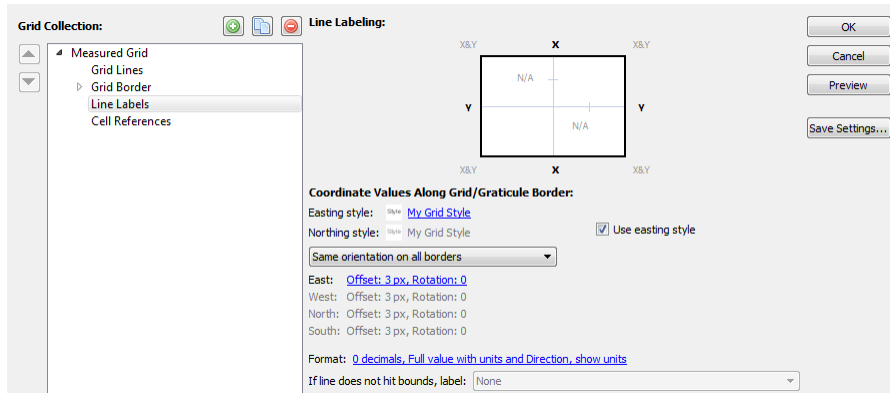 Grid Collection:
Measured Grid
Grid Lines
Grid Border
Line Labels
Cell References
Line Labeling:
X&Y X X&Y
N/A
Y Y
N/A
X&Y X X&Y
Coordinate Values Along Grid/Graticule Border:
Easting style: Style My Grid Style
Northing style: Style My Grid Style Use easting style
Same orientation on all borders
East: Offset: 3 px, Rotation: 0
West: Offset: 3 px, Rotation: 0
North: Offset: 3 px, Rotation: 0
South: Offset: 3 px, Rotation: 0
Format: 0 decimals, Full value with units and Direction, show units
If line does not hit bounds, label: None
OK
Cancel
Preview
Save Settings...